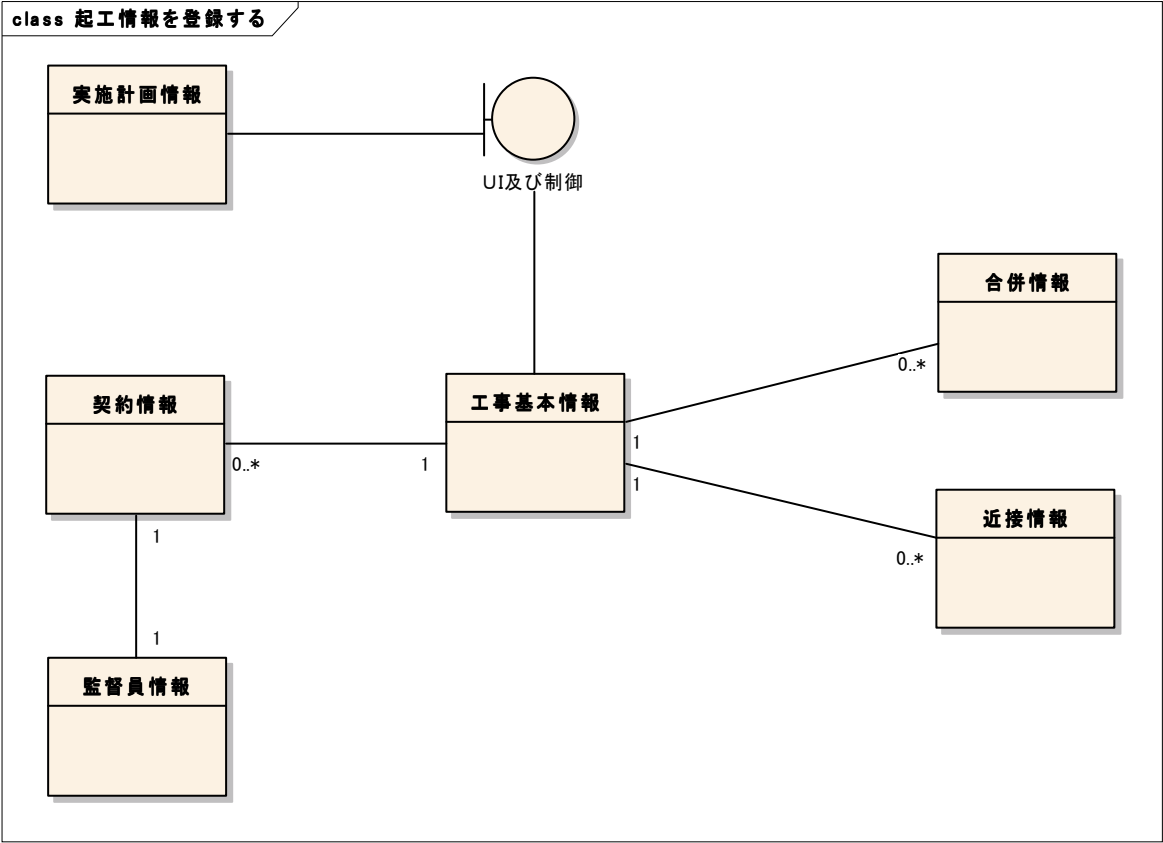 class 起工情報を登録する
実施計画情報
UI及び制御
合併情報
0..*
契約情報
工事基本情報
1
0..*
1
1
近接情報
0..*
1
1
監督員情報